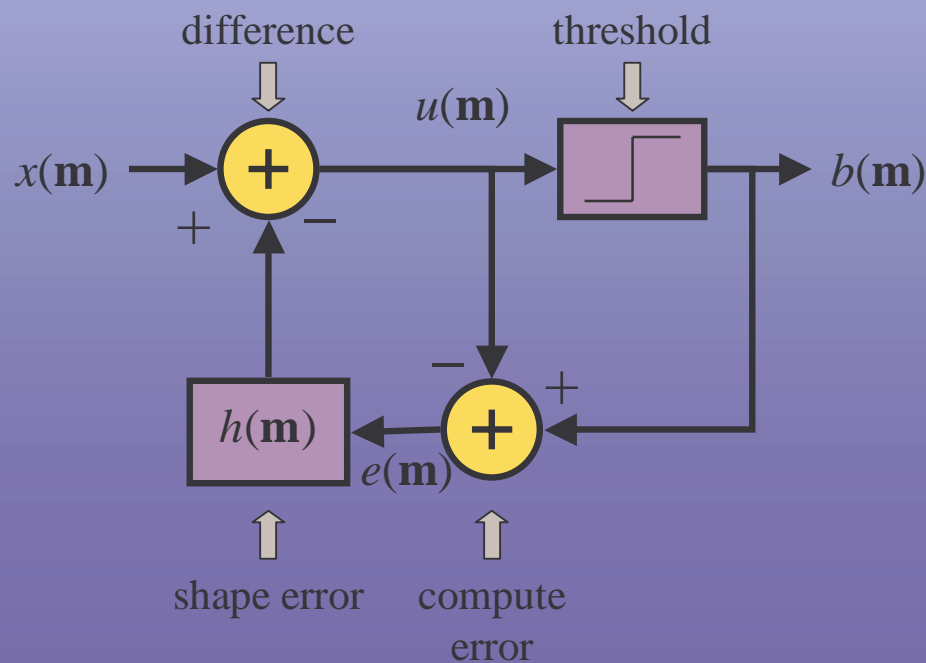 difference
threshold
u(m)
x(m)
+
b(m)
+
−
−
+
h(m)
+
e(m)
shape error
compute
error